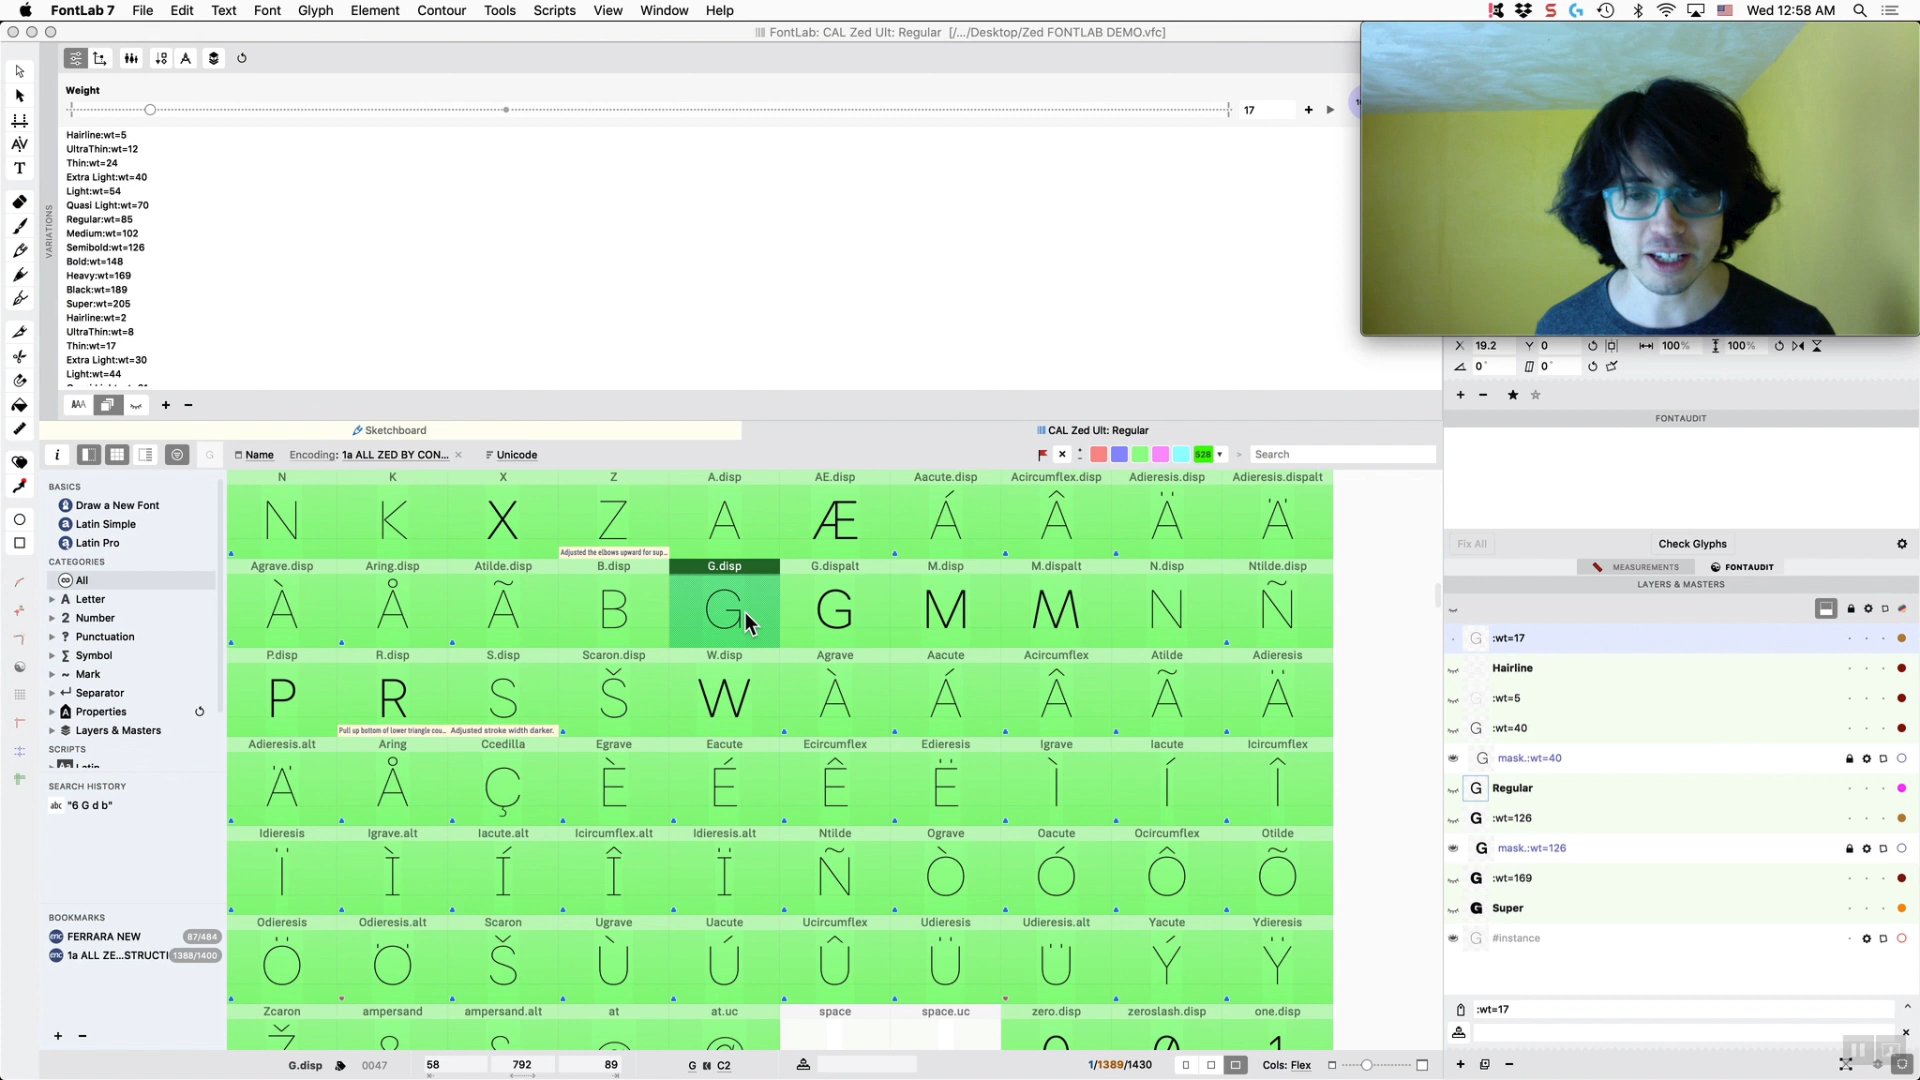 FontLab 7 File Edit Text Font Glyph Element Contour Tools Scripts View Window Help Wed 12:58 AM
FontLab: CAL Zed Ult: Regular [/.../Desktop/Zed FONTLAB DEMO.vfc]
Weight
17
Hairline:wt=5
UltraThin:wt=12
Thin:wt=24
Extra Light:wt=40
Light:wt=54
Quasi Light:wt=70
Regular:wt=85
Medium:wt=102
Semibold:wt=126
Bold:wt=148
Heavy:wt=169
Black:wt=189
Super:wt=205
Hairline:wt=2
UltraThin:wt=8
Thin:wt=17
Extra Light:wt=30
Light:wt=44
VARIATIONS
X 19.2 Y 0 100% 100%
0° 0°
FONTAUDIT
Sketchboard CAL Zed Ult: Regular
Name Encoding: 1a ALL ZED BY CON... Unicode 528 Search
BASICS
Draw a New Font
Latin Simple
Latin Pro
CATEGORIES
All
Letter
Number
Punctuation
Symbol
Mark
Separator
Properties
Layers & Masters
SCRIPTS
SEARCH HISTORY
abc "6 G d b"
BOOKMARKS
FERRARA NEW 87/484
1a ALL ZE...STRUCTI 1388/1400
N K X Z A.disp AE.disp Aacute.disp Acircumflex.disp Adieresis.disp Adieresis.dispalt
N K X Z A Æ Á Â Ä Ä
Adjusted the elbows upward for sup...
Agrave.disp Aring.disp Atilde.disp B.disp G.disp G.dispalt M.disp M.dispalt N.disp Ntilde.disp
À Å Ã B G G M M N Ñ
P.disp R.disp S.disp Scaron.disp W.disp Agrave Aacute Acircumflex Atilde Adieresis
P R S Š W À Á Â Ã Ä
Pull up bottom of lower triangle cou... Adjusted stroke width darker.
Adieresis.alt Aring Ccedilla Egrave Eacute Ecircumflex Edieresis Igrave Iacute Icircumflex
Ä Å Ç È É Ê Ë Ì Í Î
Idieresis Igrave.alt Iacute.alt Icircumflex.alt Idieresis.alt Ntilde Ograve Oacute Ocircumflex Otilde
Ï Ì Í Î Ï Ñ Ò Ó Ô Õ
Odieresis Odieresis.alt Scaron Ugrave Uacute Ucircumflex Udieresis Udieresis.alt Yacute Ydieresis
Ö Ö Š Ù Ú Û Ü Ü Ý Ÿ
Zcaron ampersand ampersand.alt at at.uc space space.uc zero.disp zeroslash.disp one.disp
G.disp 0047 58 792 89 G C2 1/1389/1430 Cols: Flex
Fix All Check Glyphs
MEASUREMENTS FONTAUDIT
LAYERS & MASTERS
G :wt=17
Hairline
:wt=5
G :wt=40
G mask.:wt=40
G Regular
G :wt=126
G mask.:wt=126
G :wt=169
G Super
G #instance
:wt=17